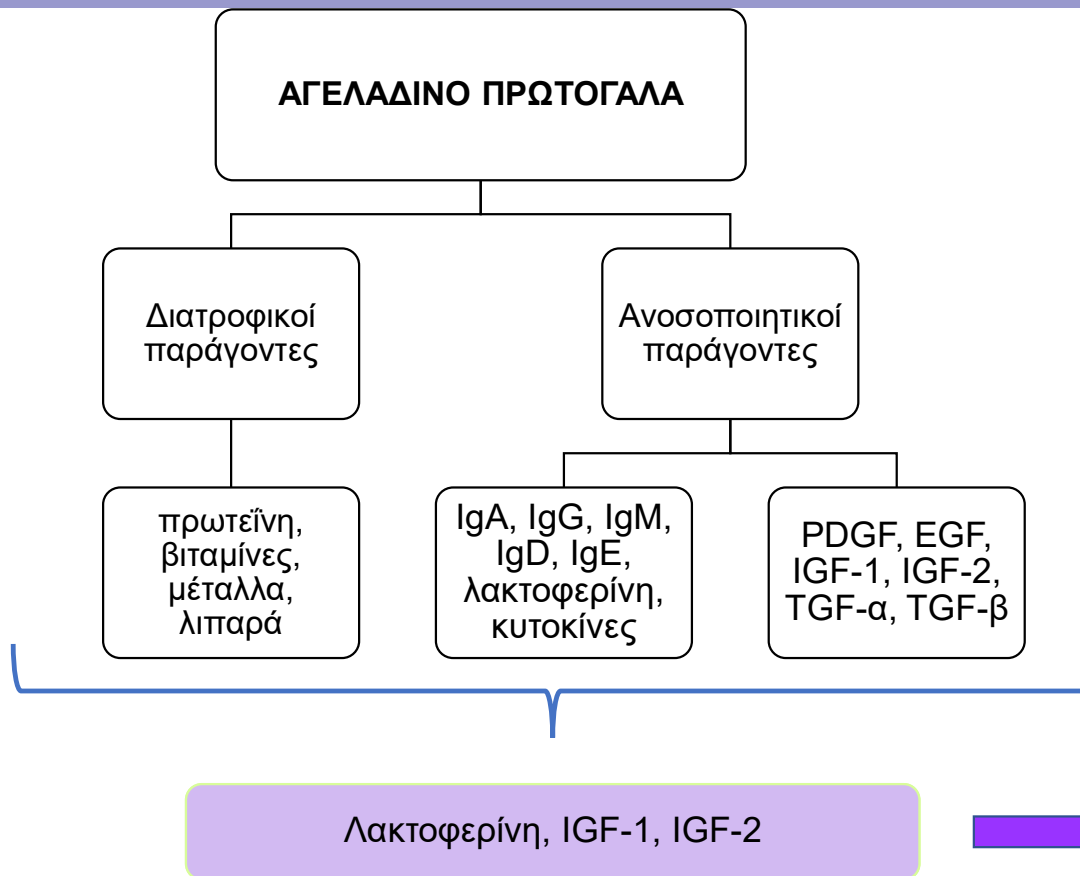 ΑΓΕΛΑΔΙΝΟ ΠΡΩΤΟΓΑΛΑ
Διατροφικοί
παράγοντες
Ανοσοποιητικοί
παράγοντες
πρωτεΐνη,
βιταμίνες,
μέταλλα,
λιπαρά
IgA, IgG, IgM,
IgD, IgE,
λακτοφερίνη,
κυτοκίνες
PDGF, EGF,
IGF-1, IGF-2,
TGF-α, TGF-β
Λακτοφερίνη, IGF-1, IGF-2